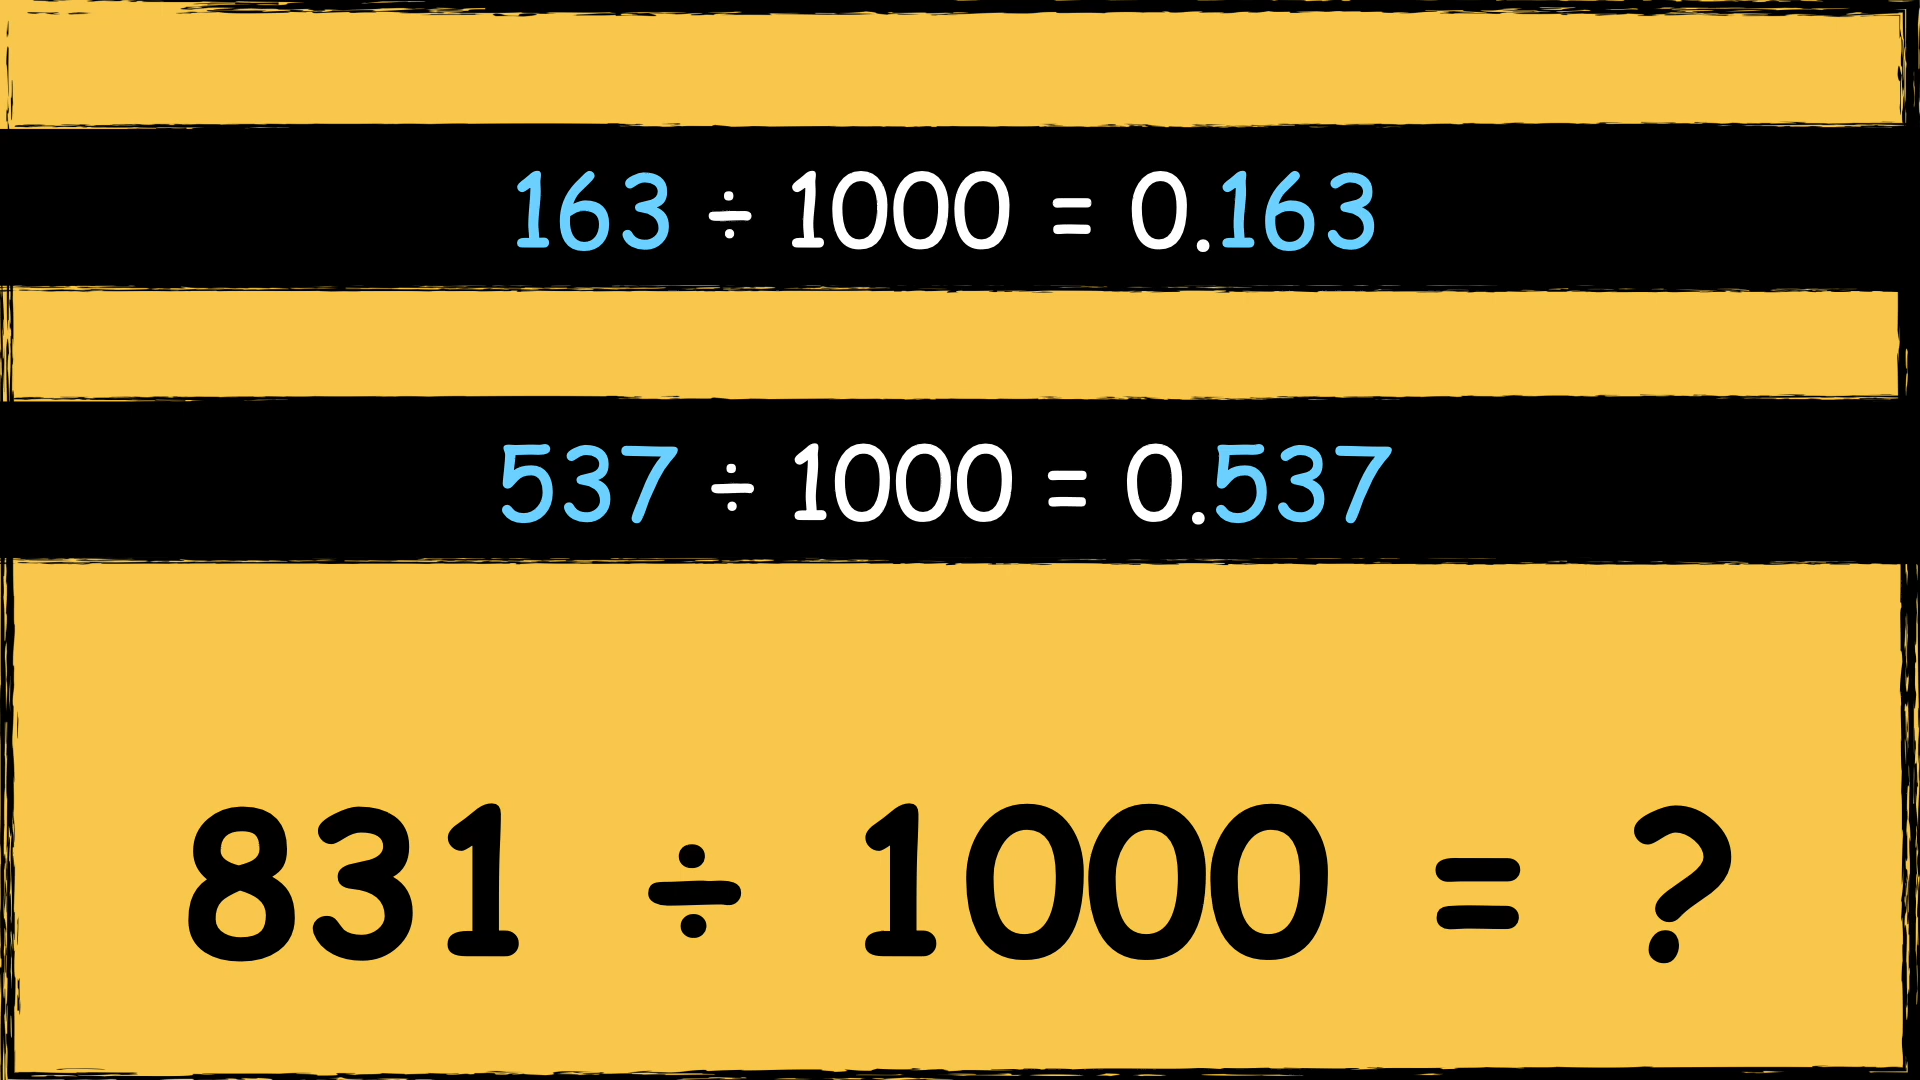 163 ÷ 1000 = 0.163
537 ÷ 1000 = 0.537
831 ÷ 1000 = ?